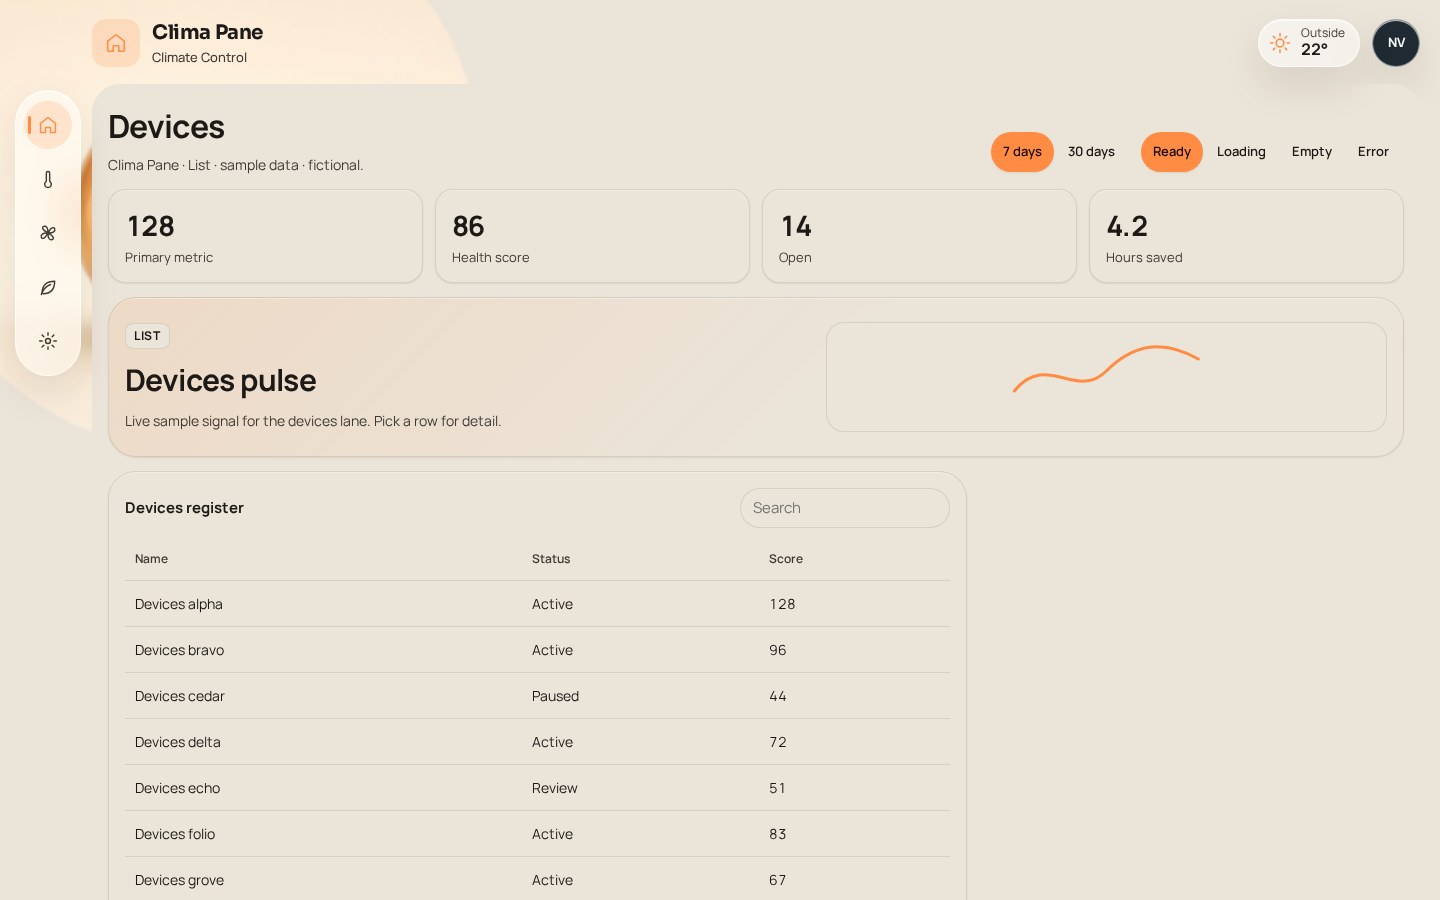 Clima Pane
Climate Control
Outside
22°
NV
Devices
Clima Pane · List · sample data · fictional.
7 days 30 days Ready Loading Empty Error
128
Primary metric
86
Health score
14
Open
4.2
Hours saved
LIST
Devices pulse
Live sample signal for the devices lane. Pick a row for detail.
Devices register
Search
Name Status Score
Devices alpha Active 128
Devices bravo Active 96
Devices cedar Paused 44
Devices delta Active 72
Devices echo Review 51
Devices folio Active 83
Devices grove Active 67